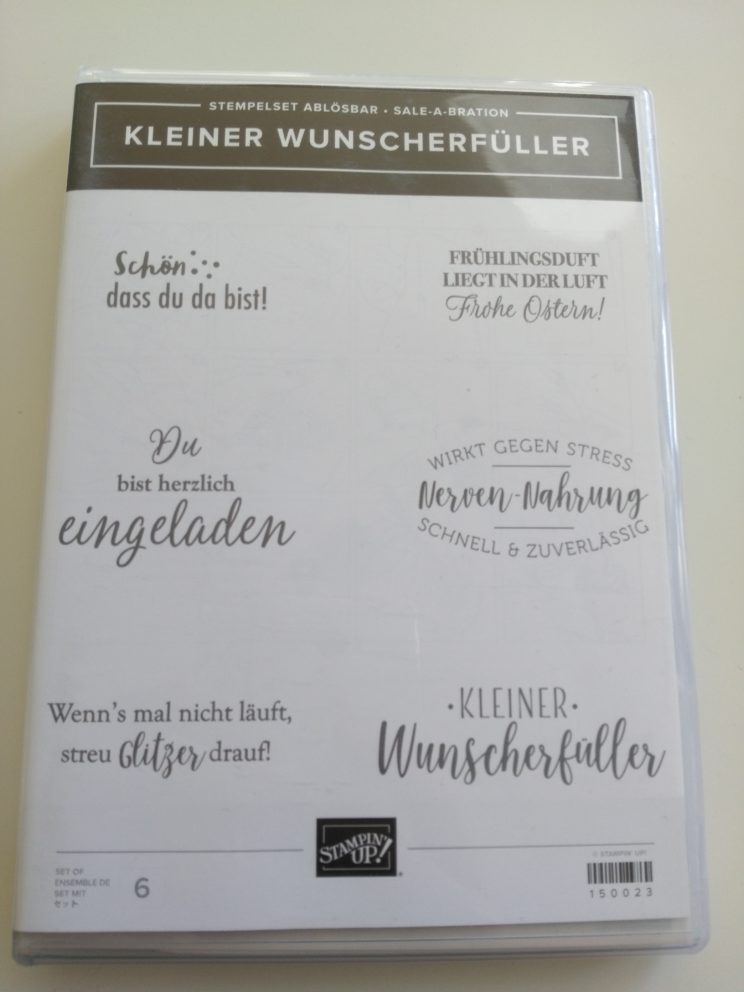 STEMPELSET ABLÖSBAR • SALE-A-BRATION
KLEINER WUNSCHERFÜLLER
Schön
dass du da bist!
FRÜHLINGSDUFT
LIEGT IN DER LUFT
Frohe Ostern!
Du
bist herzlich
eingeladen
WIRKT GEGEN STRESS
Nerven-Nahrung
SCHNELL & ZUVERLÄSSIG
Wenn's mal nicht läuft,
streu Glitzer drauf!
•KLEINER•
Wunscherfüller
STAMPIN'
UP!
SET OF
ENSEMBLE DE
SET MIT
セット
6
© STAMPIN' UP!
150023